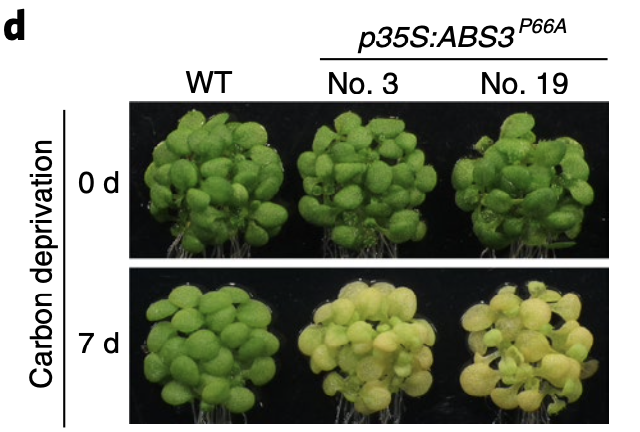 d
p35S:ABS3^P66A
WT No. 3 No. 19
Carbon deprivation
0 d
7 d